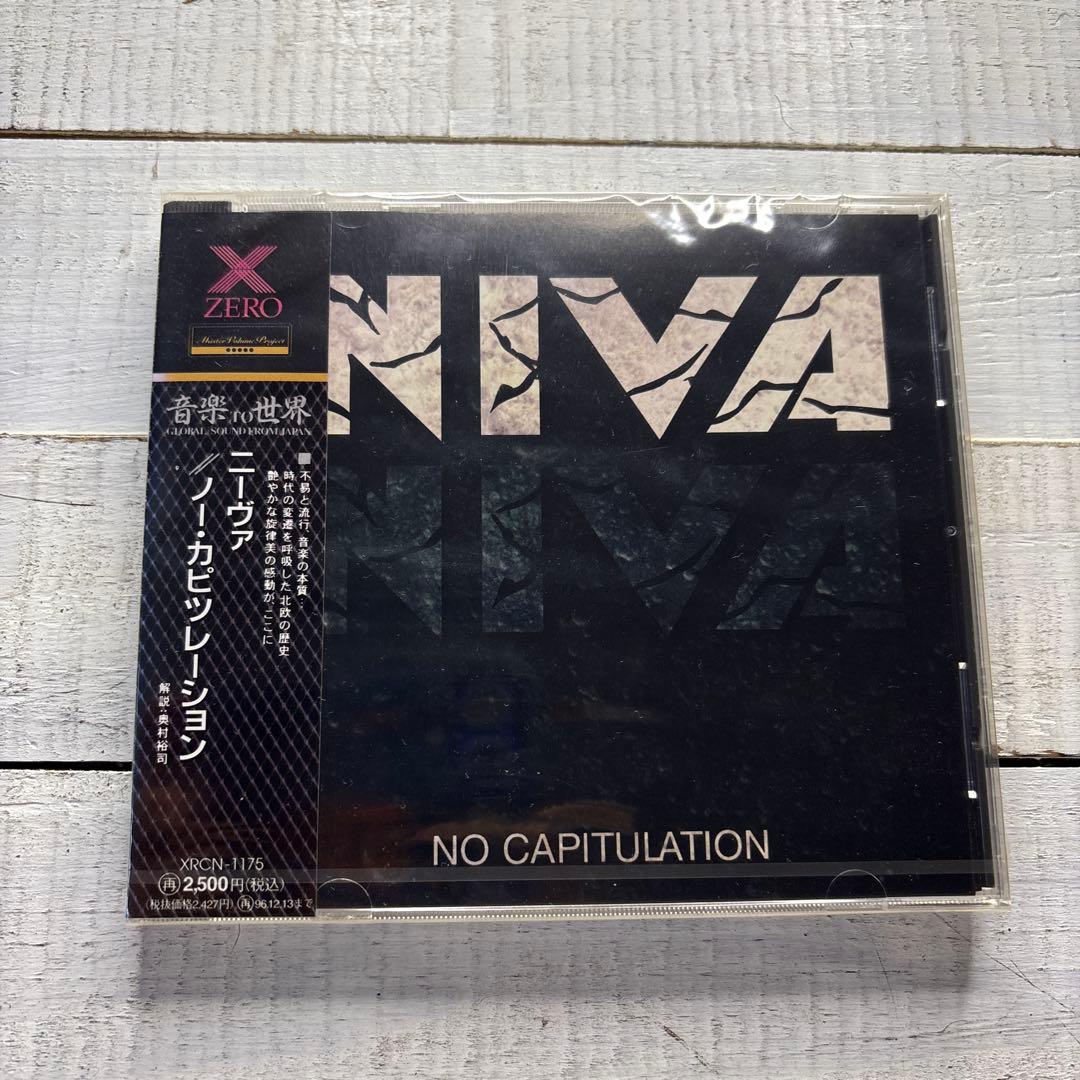 ZERO
Master Volume Project
音樂 TO 世界
GLOBAL SOUND FROM JAPAN
■不易と流行、音楽の本質…
時代の変遷を呼吸した北欧の歴史
艶やかな旋律美の感動が、ここに
ニーヴァ
//ノー・カピツレーション
解説：奥村裕司
XRCN-1175
再2,500円(税込)
(税抜価格2,427円) 再96.12.13まで
NIVA
NIVA
NO CAPITULATION